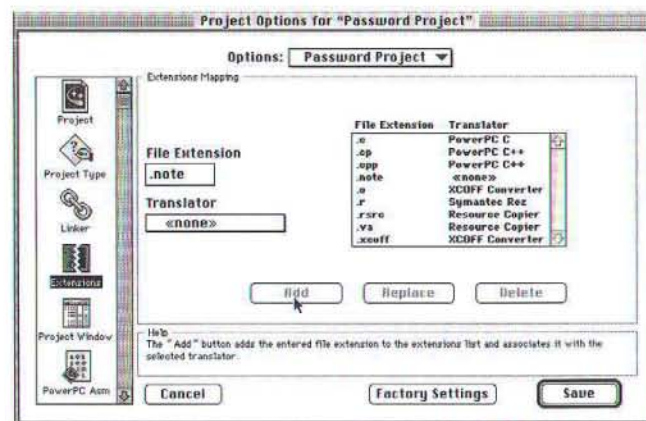 Project Options for "Password Project"
Options: Password Project
Extensions Mapping
Project
Project Type
Linker
Extensions
Project Window
PowerPC Asm
File Extension
.note
Translator
«none»
File Extension Translator
.c PowerPC C
.cp PowerPC C++
.cpp PowerPC C++
.note «none»
.o XCOFF Converter
.r Symantec Rez
.rsrc Resource Copier
.va Resource Copier
.xcoff XCOFF Converter
Add Replace Delete
Help
The "Add" button adds the entered file extension to the extensions list and associates it with the
selected translator.
Cancel Factory Settings Save